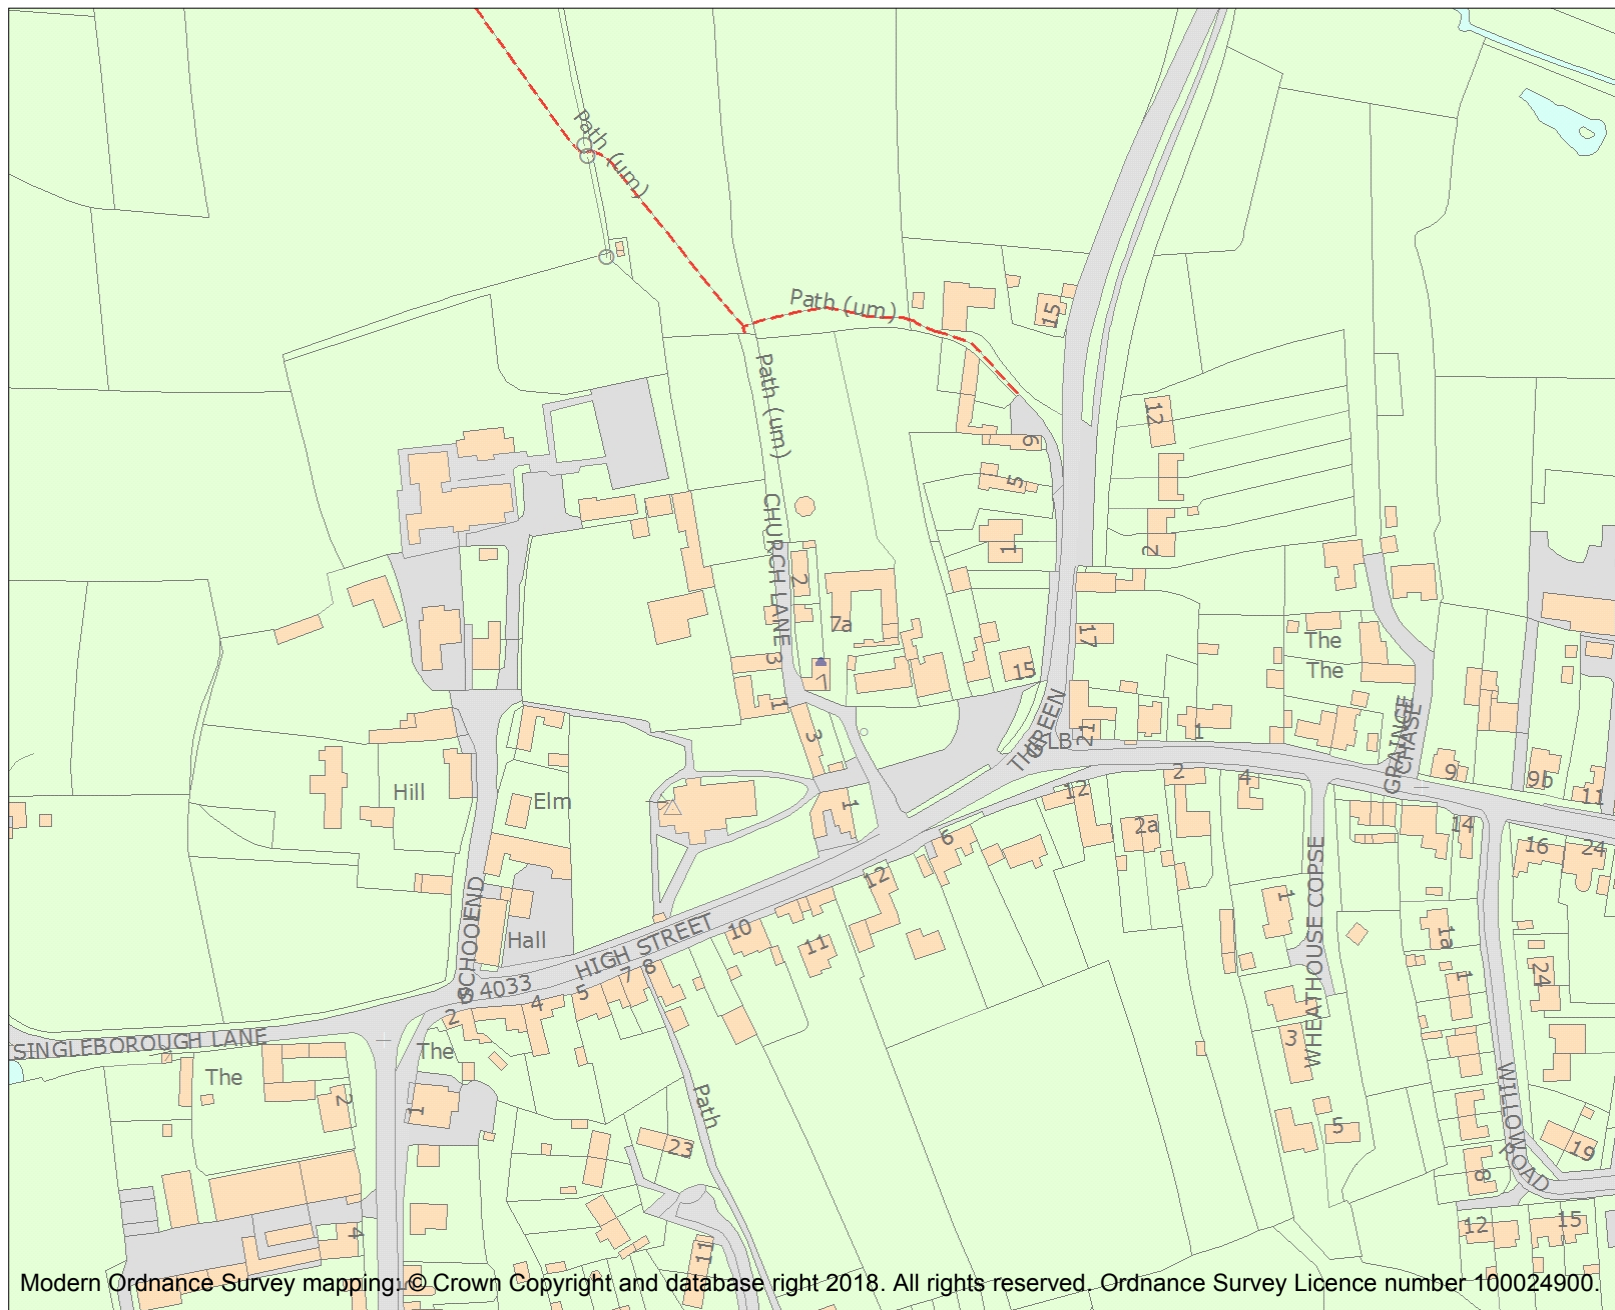 Path (um)
Path (um)
15
Path (um)
12
9
5
1
2
CHURCH LANE
2
7a
17
The
The
3
7
15
1
3
THE
GREEN
LB
21
1
GRAINGE
CHASE
Hill
Elm
1
2
4
9
9b
11
12
2a
14
16
24
6
12
SCHOOL
END
Hall
HIGH STREET
10
11
7
8
5
4
B 4033
2
WHEATHOUSE COPSE
1
1a
1
24
SINGLEBOROUGH LANE
The
The
2
1
Path
23
3
5
WILLOW
ROAD
19
8
12
15
4
11
Modern Ordnance Survey mapping: © Crown Copyright and database right 2018. All rights reserved. Ordnance Survey Licence number 100024900.